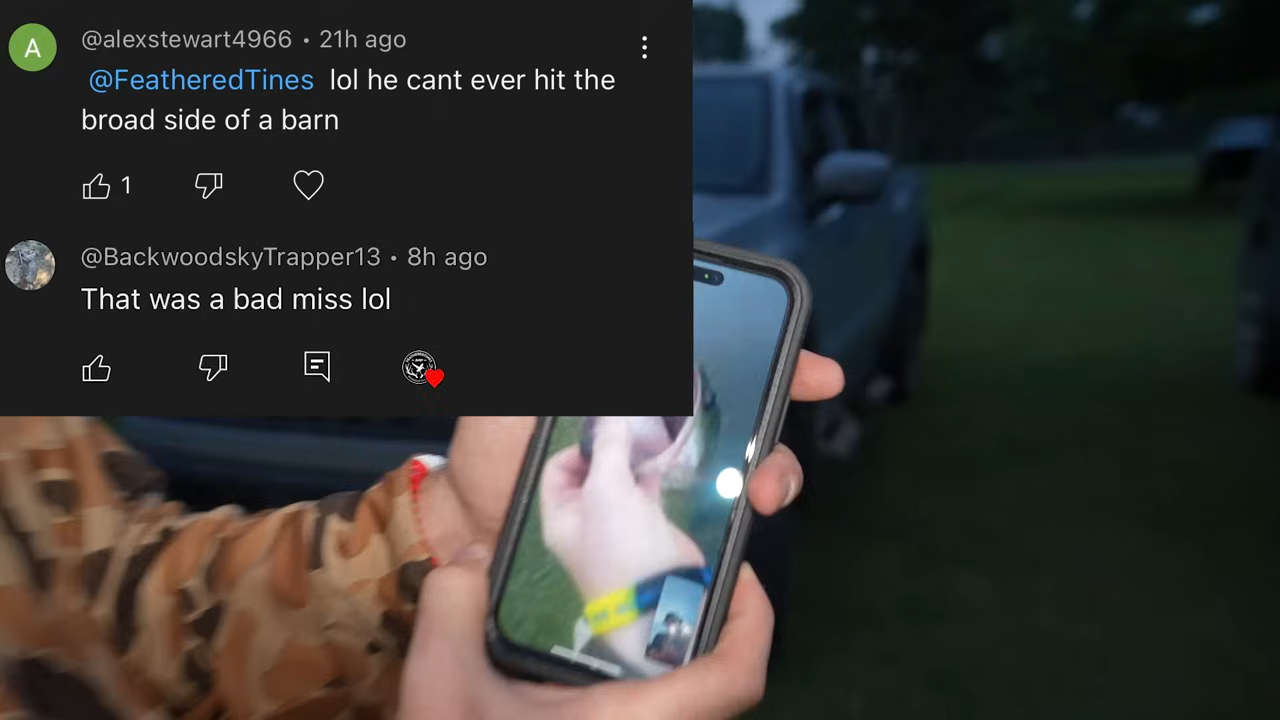 A
@alexstewart4966 • 21h ago
@FeatheredTines lol he cant ever hit the
broad side of a barn
1
@BackwoodskyTrapper13 • 8h ago
That was a bad miss lol